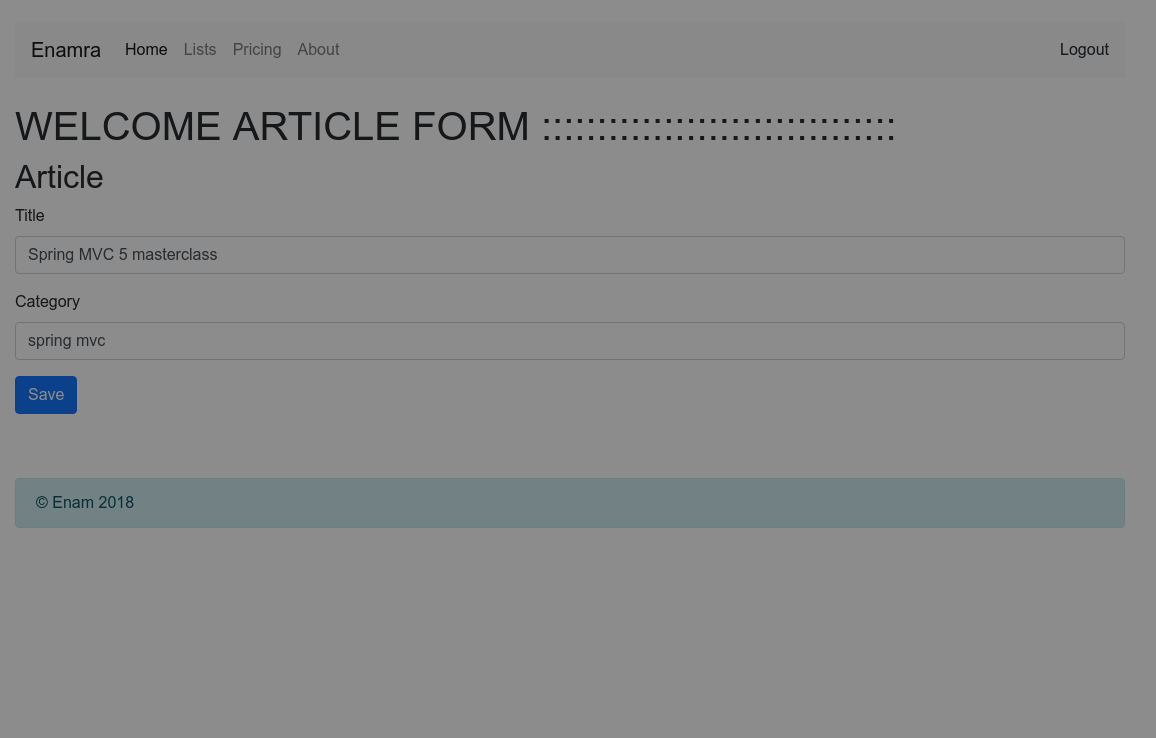 Enamra Home Lists Pricing About Logout
WELCOME ARTICLE FORM ::::::::::::::::::::::::::::::::
Article
Title
Spring MVC 5 masterclass
Category
spring mvc
Save
© Enam 2018